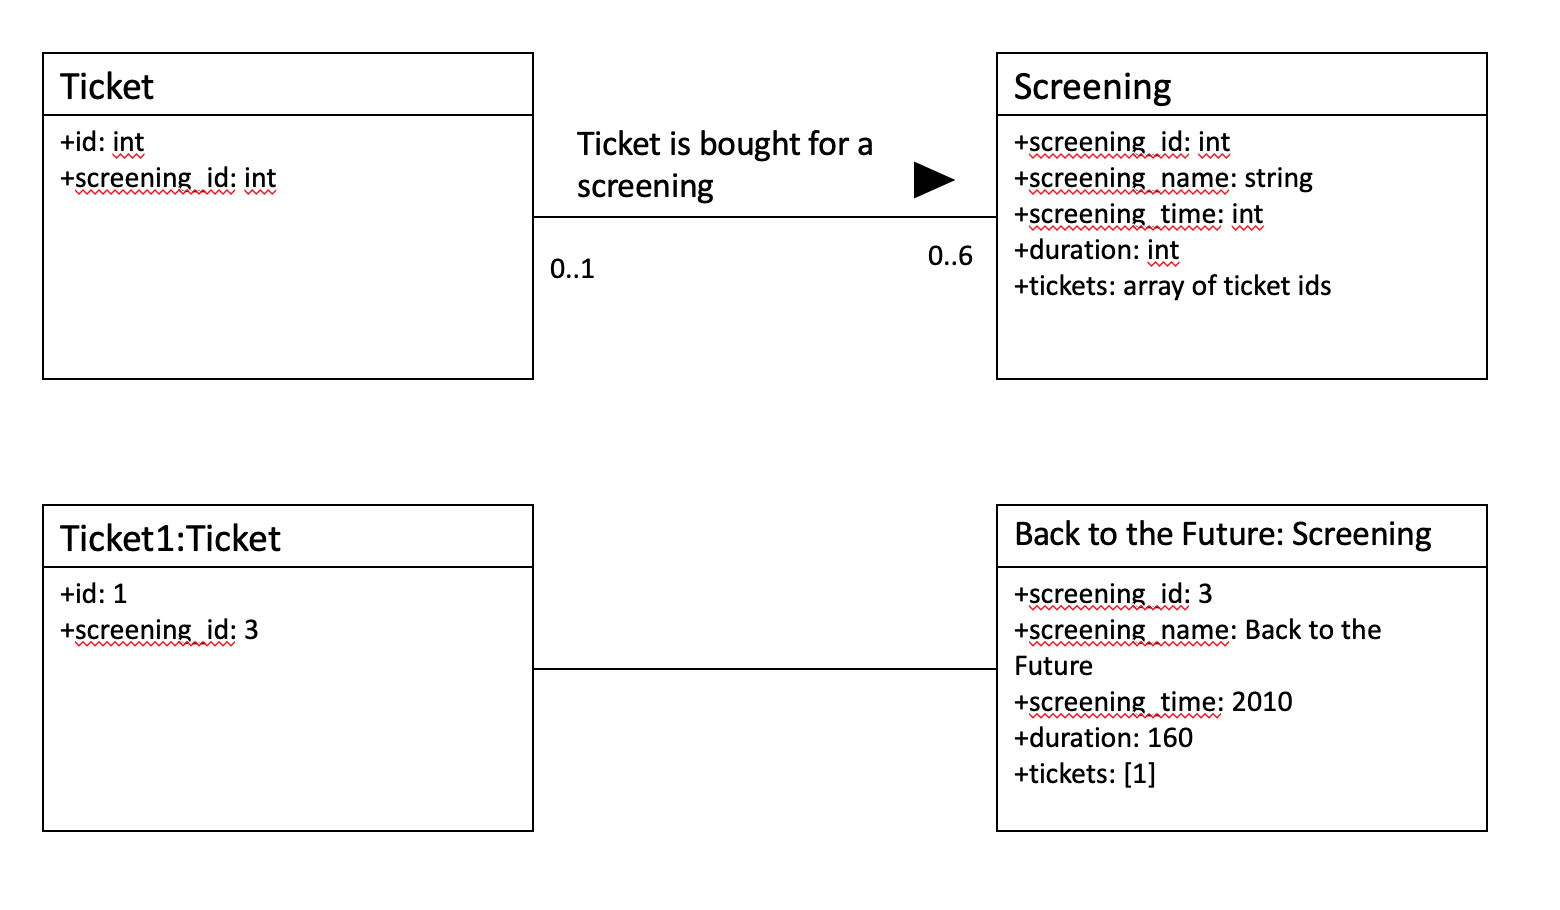 Ticket
+id: int
+screening_id: int
Ticket is bought for a
screening
0..1
0..6
Screening
+screening_id: int
+screening_name: string
+screening_time: int
+duration: int
+tickets: array of ticket ids
Ticket1:Ticket
+id: 1
+screening_id: 3
Back to the Future: Screening
+screening_id: 3
+screening_name: Back to the
Future
+screening_time: 2010
+duration: 160
+tickets: [1]